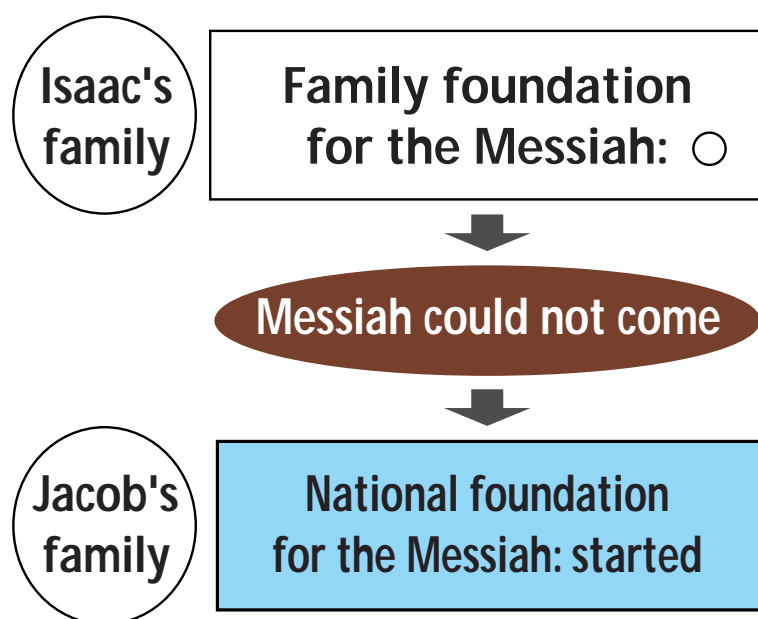 Isaac's
family
Family foundation
for the Messiah: ○
Messiah could not come
Jacob's
family
National foundation
for the Messiah: started